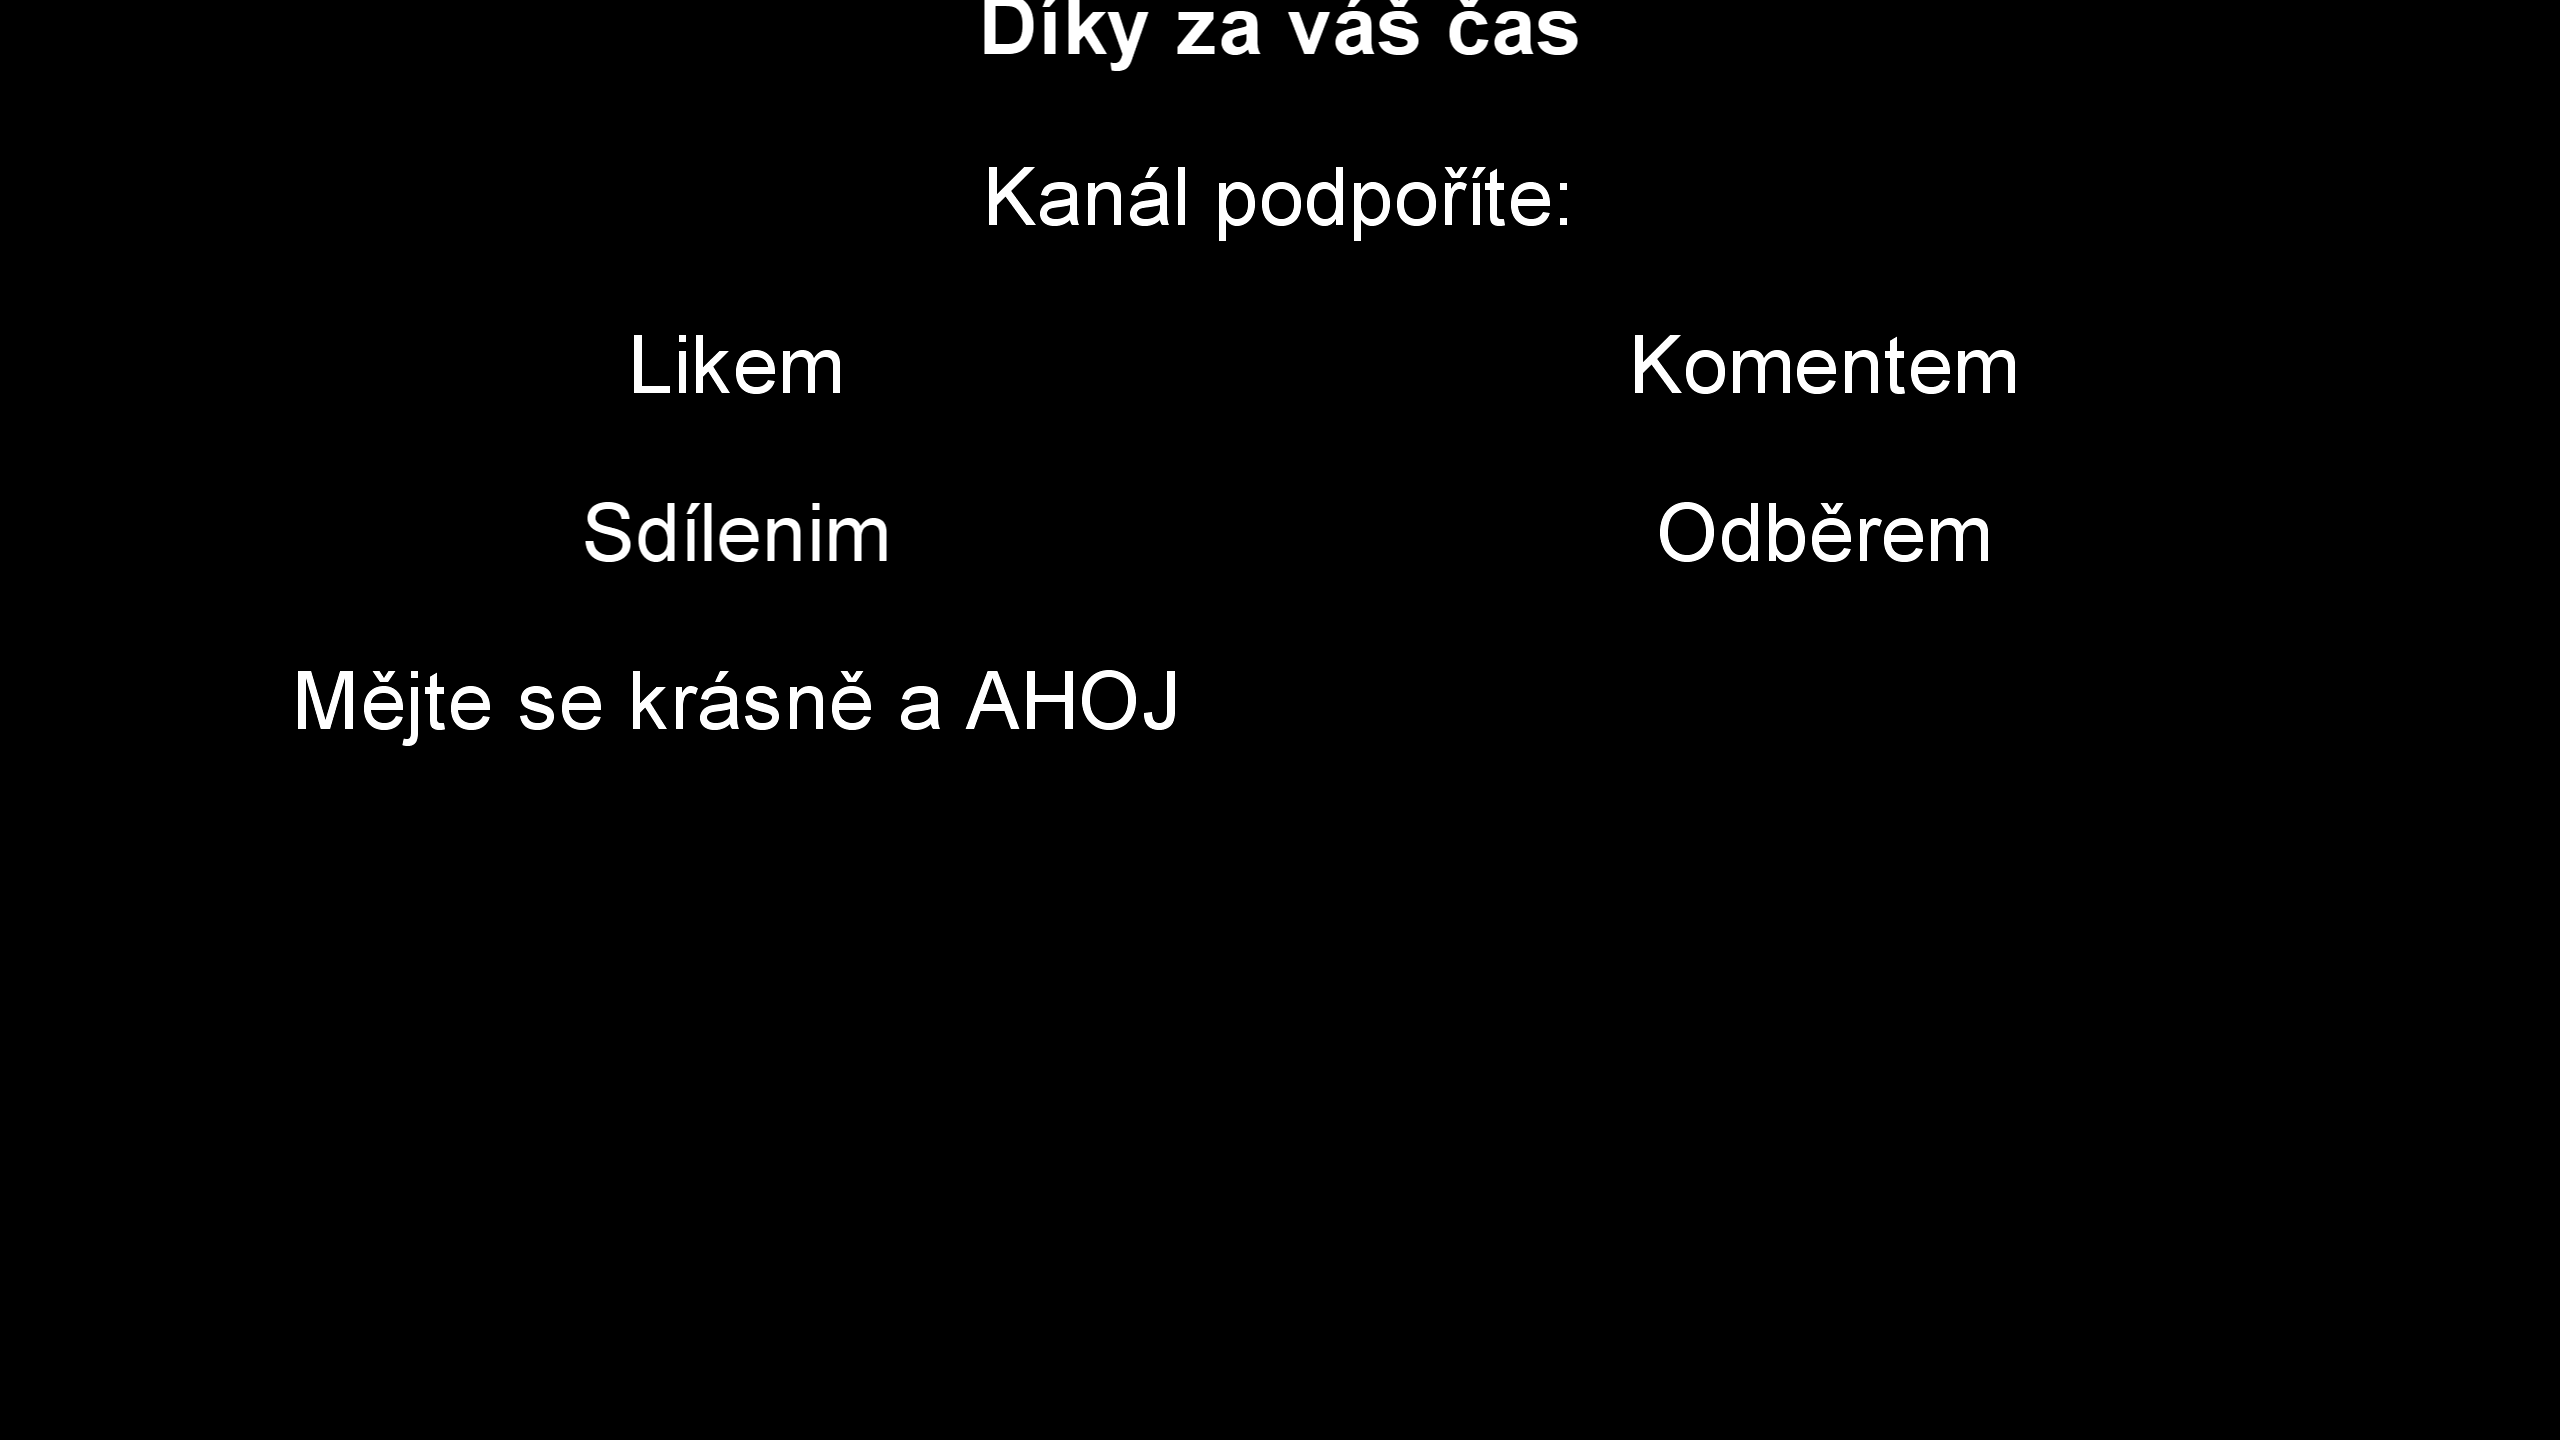 Díky za váš čas
Kanál podpoříte:
Likem Komentem
Sdílenim Odběrem
Mějte se krásně a AHOJ